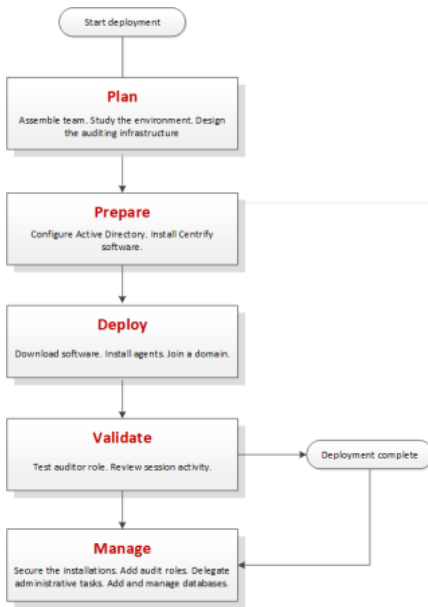 Start deployment
Plan
Assemble team. Study the environment. Design
the auditing infrastructure
Prepare
Configure Active Directory. Install Centrify
software.
Deploy
Download software. Install agents. Join a domain.
Validate
Test auditor role. Review session activity.
Deployment complete
Manage
Secure the installations. Add audit roles. Delegate
administrative tasks. Add and manage databases.